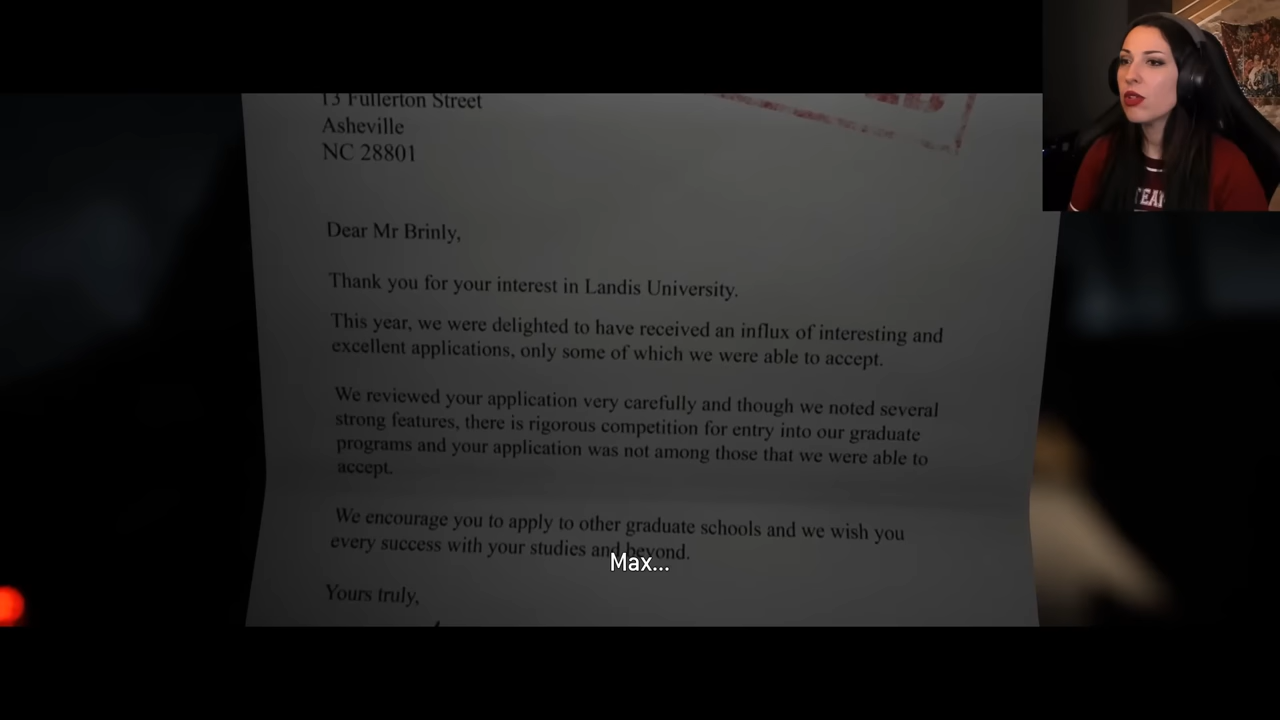 13 Fullerton Street
Asheville
NC 28801
Dear Mr Brinly,
Thank you for your interest in Landis University.
This year, we were delighted to have received an influx of interesting and
excellent applications, only some of which we were able to accept.
We reviewed your application very carefully and though we noted several
strong features, there is rigorous competition for entry into our graduate
programs and your application was not among those that we were able to
accept.
We encourage you to apply to other graduate schools and we wish you
every success with your studies and beyond.
Max...
Yours truly,
TEAM